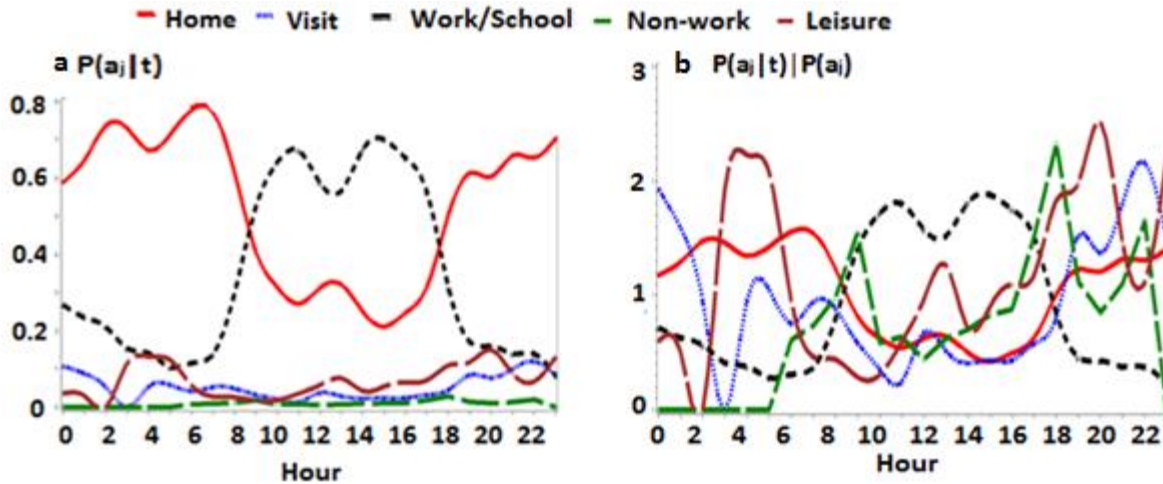 Home Visit Work/School Non-work Leisure
a P(aⱼ|t)
0.8
0.6
0.4
0.2
0
0 2 4 6 8 10 12 14 16 18 20 22
Hour
b P(aⱼ|t)|P(aⱼ)
3
2
1
0
0 2 4 6 8 10 12 14 16 18 20 22
Hour